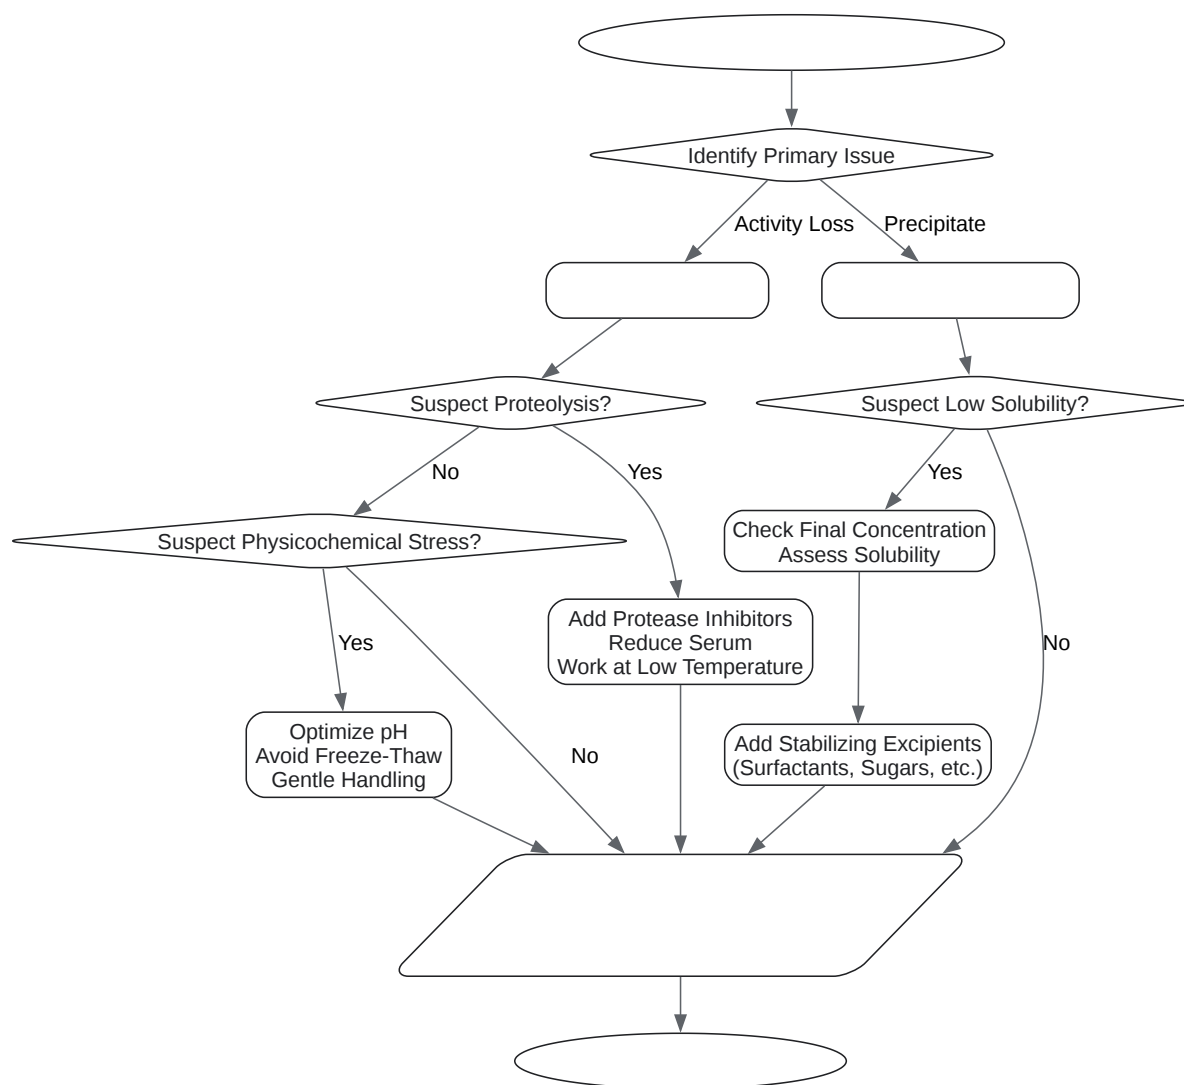 Identify Primary Issue
Activity Loss
Precipitate
Suspect Proteolysis?
Suspect Low Solubility?
No
Yes
Yes
Check Final Concentration
Assess Solubility
Suspect Physicochemical Stress?
Add Protease Inhibitors
Reduce Serum
Work at Low Temperature
Yes
No
Optimize pH
Avoid Freeze-Thaw
Gentle Handling
No
Add Stabilizing Excipients
(Surfactants, Sugars, etc.)